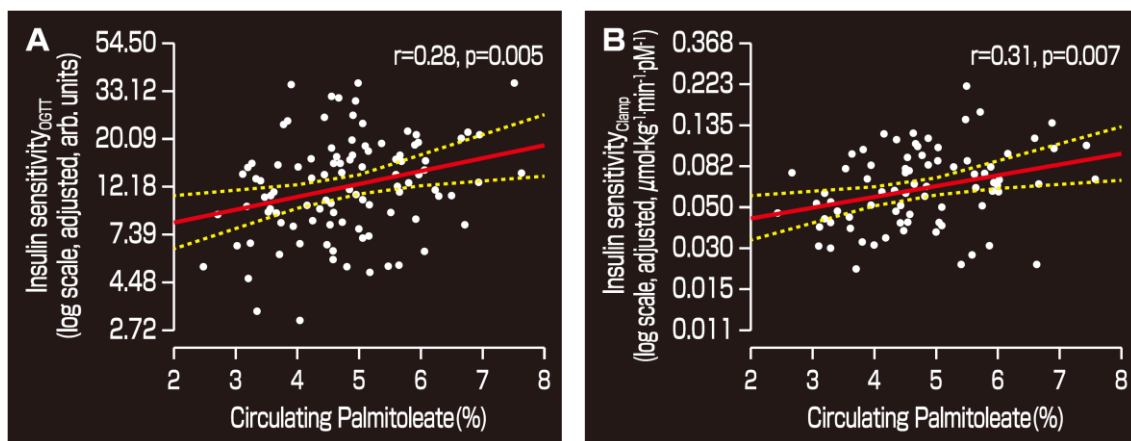 A
r=0.28, p=0.005
Insulin sensitivityOGTT
(log scale, adjusted, arb. units)
54.50
33.12
20.09
12.18
7.39
4.48
2.72
2 3 4 5 6 7 8
Circulating Palmitoleate(%)
B
r=0.31, p=0.007
Insulin sensitivityClamp
(log scale, adjusted, µmol·kg⁻¹·min⁻¹·pM⁻¹)
0.368
0.223
0.135
0.082
0.050
0.030
0.015
0.011
2 3 4 5 6 7 8
Circulating Palmitoleate(%)